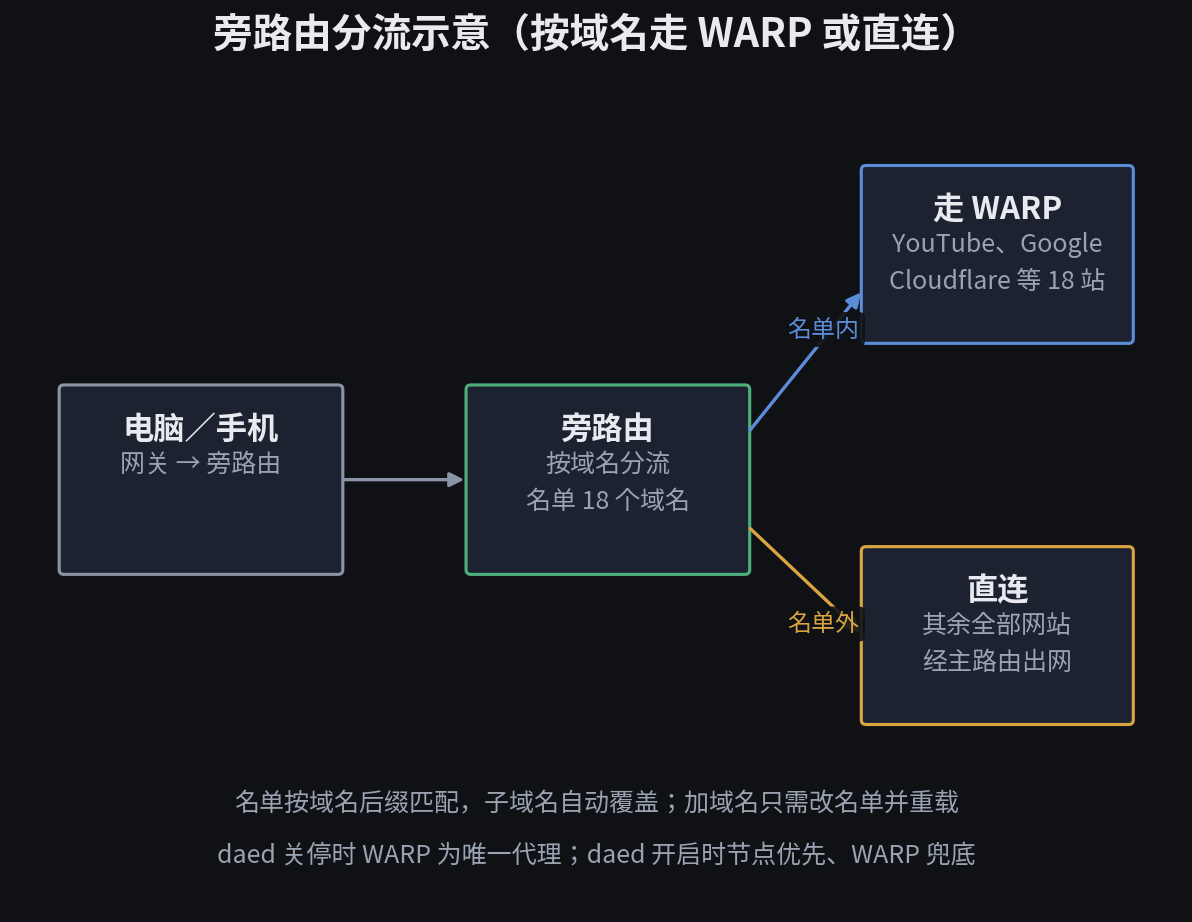 旁路由分流示意（按域名走 WARP 或直连）
走 WARP
YouTube、Google
Cloudflare 等 18 站
名单内
电脑／手机
网关 → 旁路由
旁路由
按域名分流
名单 18 个域名
名单外
直连
其余全部网站
经主路由出网
名单按域名后缀匹配，子域名自动覆盖；加域名只需改名单并重载
daed 关停时 WARP 为唯一代理；daed 开启时节点优先、WARP 兜底